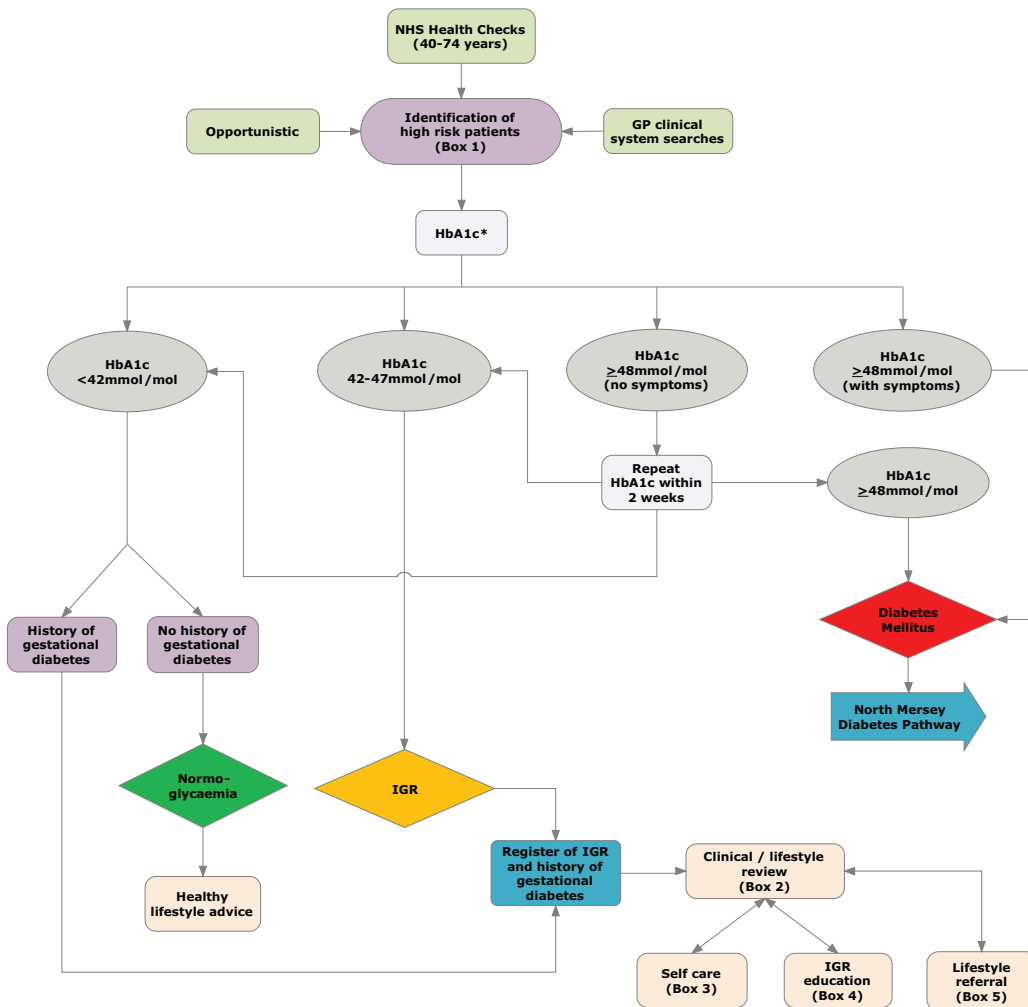 NHS Health Checks
(40-74 years)
Opportunistic
Identification of
high risk patients
(Box 1)
GP clinical
system searches
HbA1c*
HbA1c
<42mmol/mol
HbA1c
42-47mmol/mol
HbA1c
≥48mmol/mol
(no symptoms)
HbA1c
≥48mmol/mol
(with symptoms)
Repeat
HbA1c within
2 weeks
HbA1c
≥48mmol/mol
History of
gestational
diabetes
No history of
gestational
diabetes
Diabetes
Mellitus
North Mersey
Diabetes Pathway
Normo-
glycaemia
IGR
Register of IGR
and history of
gestational
diabetes
Clinical / lifestyle
review
(Box 2)
Healthy
lifestyle advice
Self care
(Box 3)
IGR
education
(Box 4)
Lifestyle
referral
(Box 5)